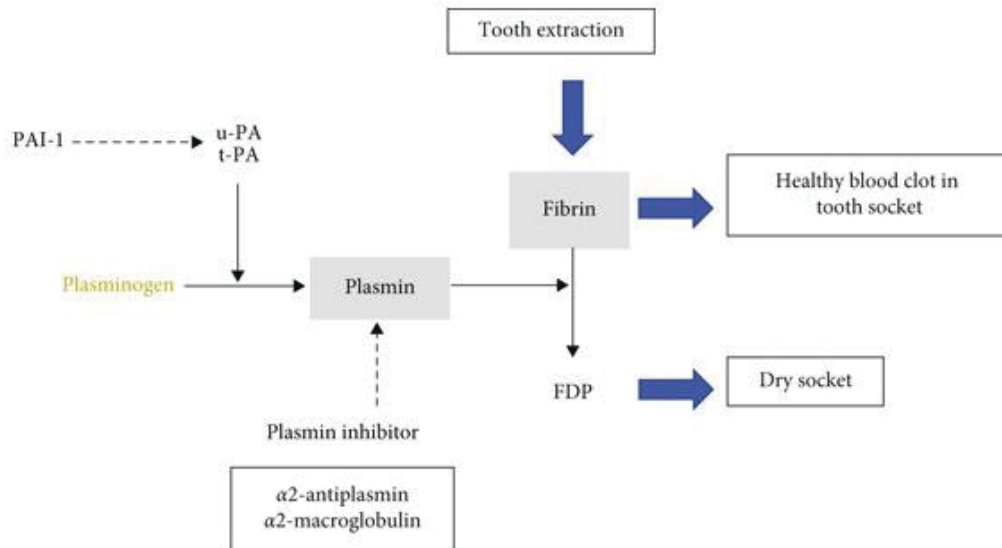 Tooth extraction
PAI-1
u-PA
t-PA
Fibrin
Healthy blood clot in
tooth socket
Plasminogen
Plasmin
FDP
Dry socket
Plasmin inhibitor
α2-antiplasmin
α2-macroglobulin